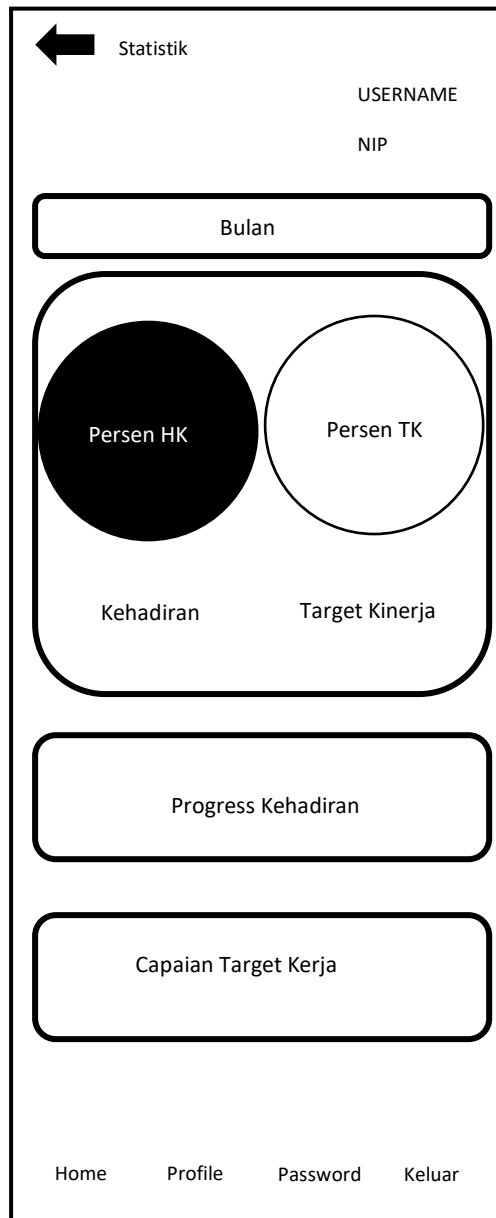 Statistik
USERNAME
NIP
Bulan
Persen HK
Persen TK
Kehadiran
Target Kinerja
Progress Kehadiran
Capaian Target Kerja
Home
Profile
Password
Keluar